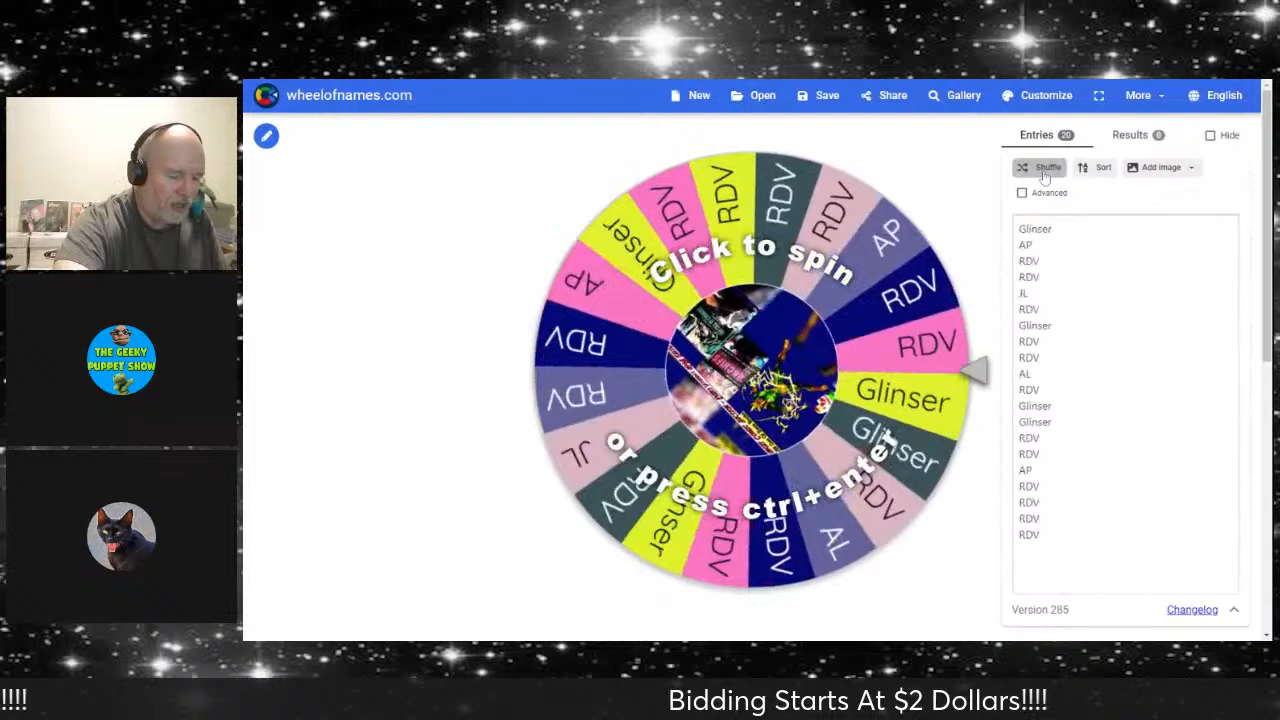 wheelofnames.com
New
Open
Save
Share
Gallery
Customize
More
English
Entries 20
Results 0
Hide
Shuffle
Sort
Add image
Advanced
Glinser
AP
RDV
RDV
JL
RDV
Glinser
RDV
RDV
AL
RDV
Glinser
Glinser
RDV
RDV
AP
RDV
RDV
RDV
RDV
Version 285
Changelog
Click to spin
or press ctrl+enter
RDV
RDV
RDV
RDV
AP
RDV
RDV
Glinser
Glinser
RDV
AL
RDV
RDV
Glinser
RDV
JL
RDV
RDV
AP
Glinser
THE GEEKY
PUPPET SHOW
!!!!
Bidding Starts At $2 Dollars!!!!